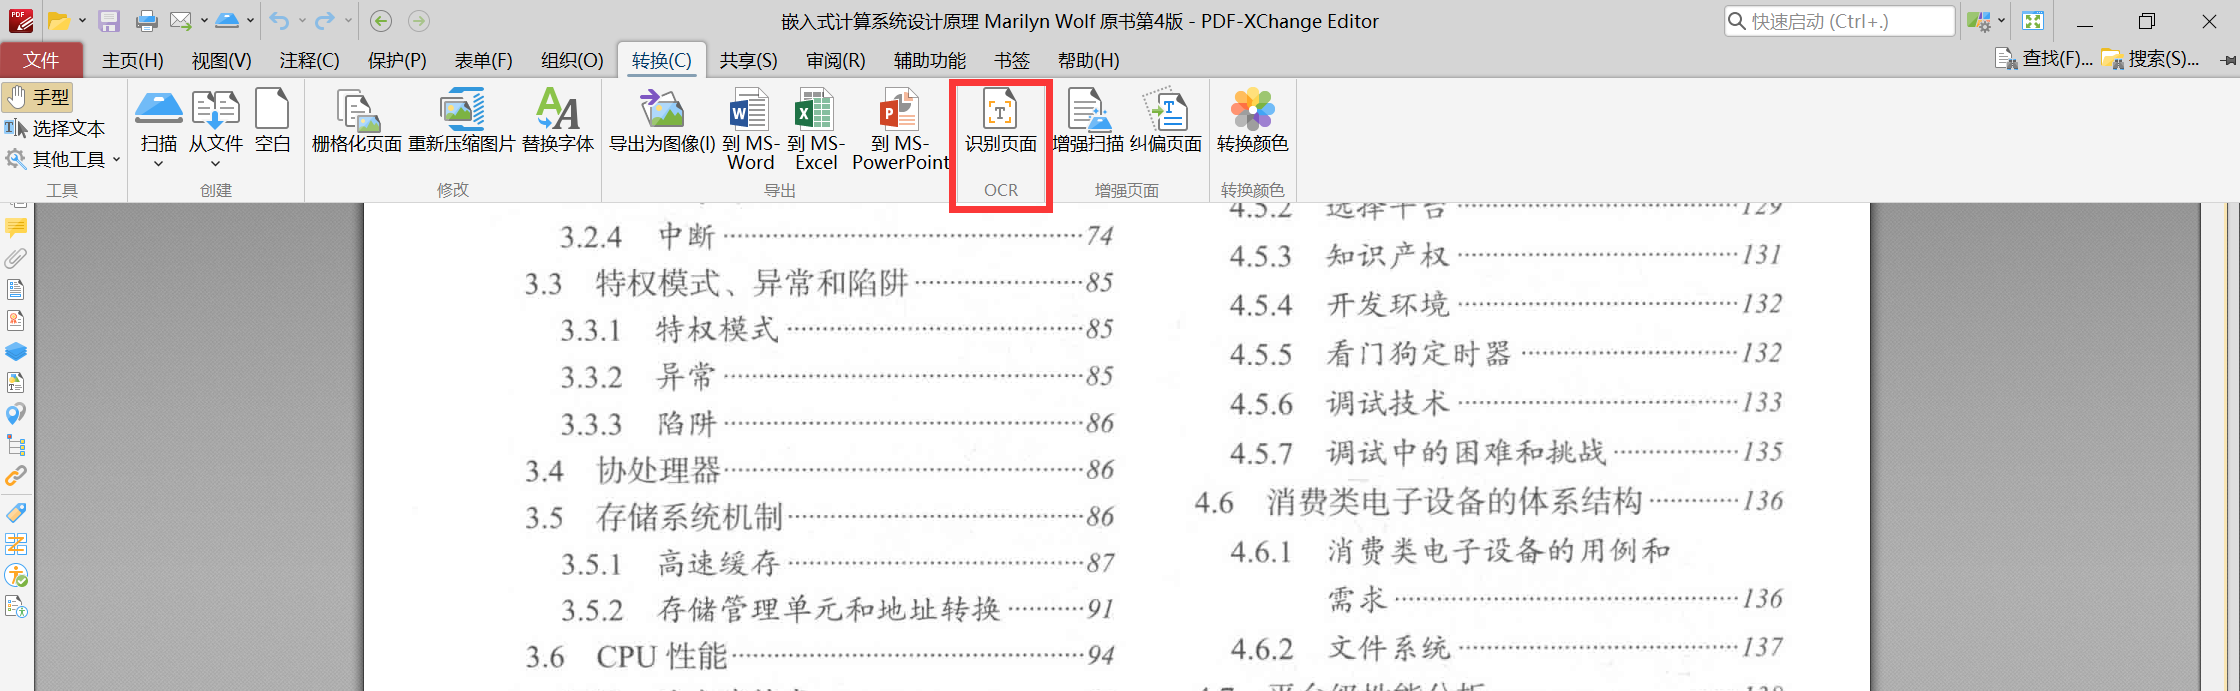 嵌入式计算系统设计原理 Marilyn Wolf 原书第4版 - PDF-XChange Editor
快速启动 (Ctrl+.)
文件 主页(H) 视图(V) 注释(C) 保护(P) 表单(F) 组织(O) 转换(C) 共享(S) 审阅(R) 辅助功能 书签 帮助(H)
查找(F)... 搜索(S)...
手型
选择文本
其他工具
工具
扫描 从文件 空白
创建
栅格化页面 重新压缩图片 替换字体
修改
导出为图像(I) 到 MS-Word 到 MS-Excel 到 MS-PowerPoint
导出
识别页面
OCR
增强扫描 纠偏页面
增强页面
转换颜色
转换颜色
3.2.4 中断 74
3.3 特权模式、异常和陷阱 85
3.3.1 特权模式 85
3.3.2 异常 85
3.3.3 陷阱 86
3.4 协处理器 86
3.5 存储系统机制 86
3.5.1 高速缓存 87
3.5.2 存储管理单元和地址转换 91
3.6 CPU 性能 94
4.5.2 选择平台 129
4.5.3 知识产权 131
4.5.4 开发环境 132
4.5.5 看门狗定时器 132
4.5.6 调试技术 133
4.5.7 调试中的困难和挑战 135
4.6 消费类电子设备的体系结构 136
4.6.1 消费类电子设备的用例和
需求 136
4.6.2 文件系统 137
4.7 平台级性能分析 138